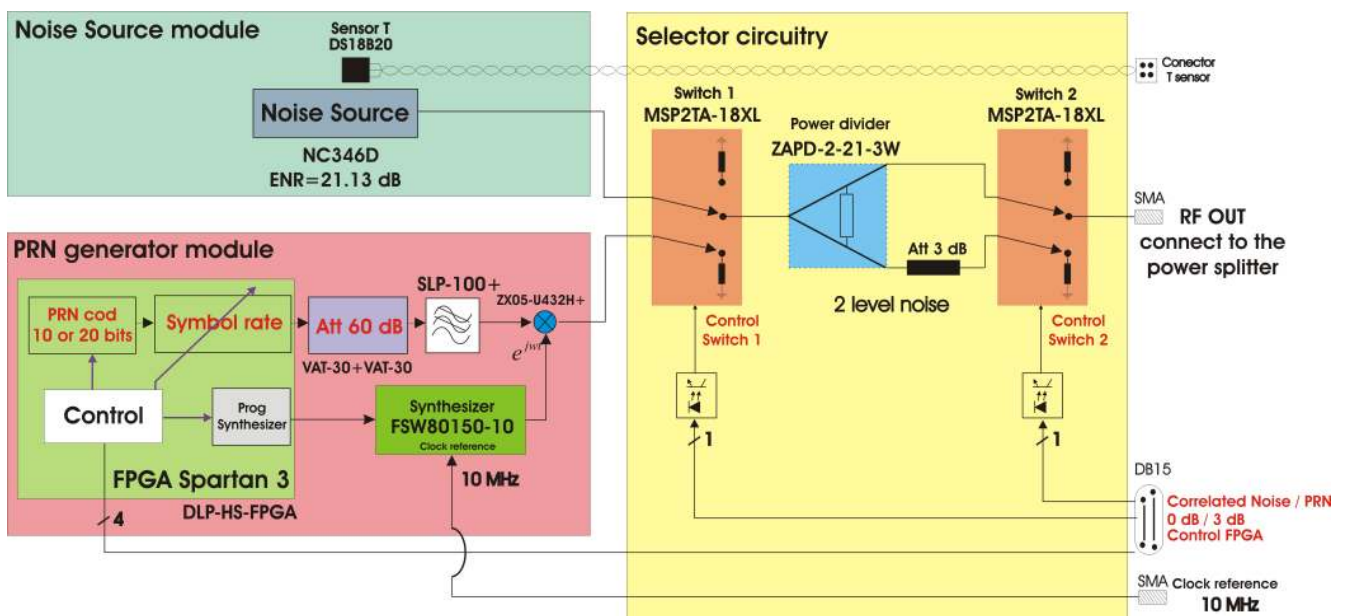 Noise Source module
Sensor T
DS18B20
Noise Source
NC346D
ENR=21.13 dB
PRN generator module
PRN cod
10 or 20 bits
Symbol rate
Att 60 dB
VAT-30+VAT-30
SLP-100+
ZX05-U432H+
e^{jwt}
Control
Prog
Synthesizer
Synthesizer
FSW80150-10
Clock reference
FPGA Spartan 3
DLP-HS-FPGA
10 MHz
4
Selector circuitry
Switch 1
MSP2TA-18XL
Power divider
ZAPD-2-21-3W
Att 3 dB
2 level noise
Switch 2
MSP2TA-18XL
Control
Switch 1
Control
Switch 2
1
1
Conector
T sensor
SMA
RF OUT
connect to the
power splitter
DB15
Correlated Noise / PRN
0 dB / 3 dB
Control FPGA
SMA Clock reference
10 MHz